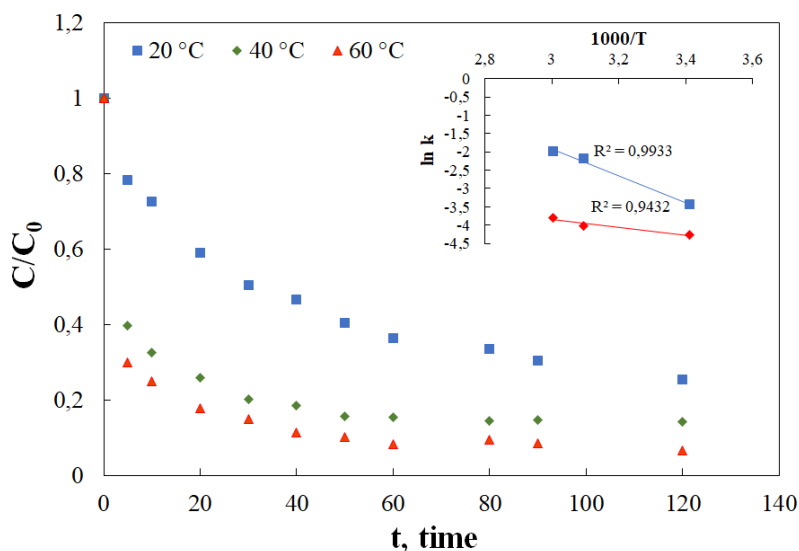 1,2
1
0,8
0,6
0,4
0,2
0
C/C0
20 °C 40 °C 60 °C
0 20 40 60 80 100 120 140
t, time
1000/T
2,8 3 3,2 3,4 3,6
0
-0,5
-1
-1,5
-2
-2,5
-3
-3,5
-4
-4,5
ln k
R² = 0,9933
R² = 0,9432